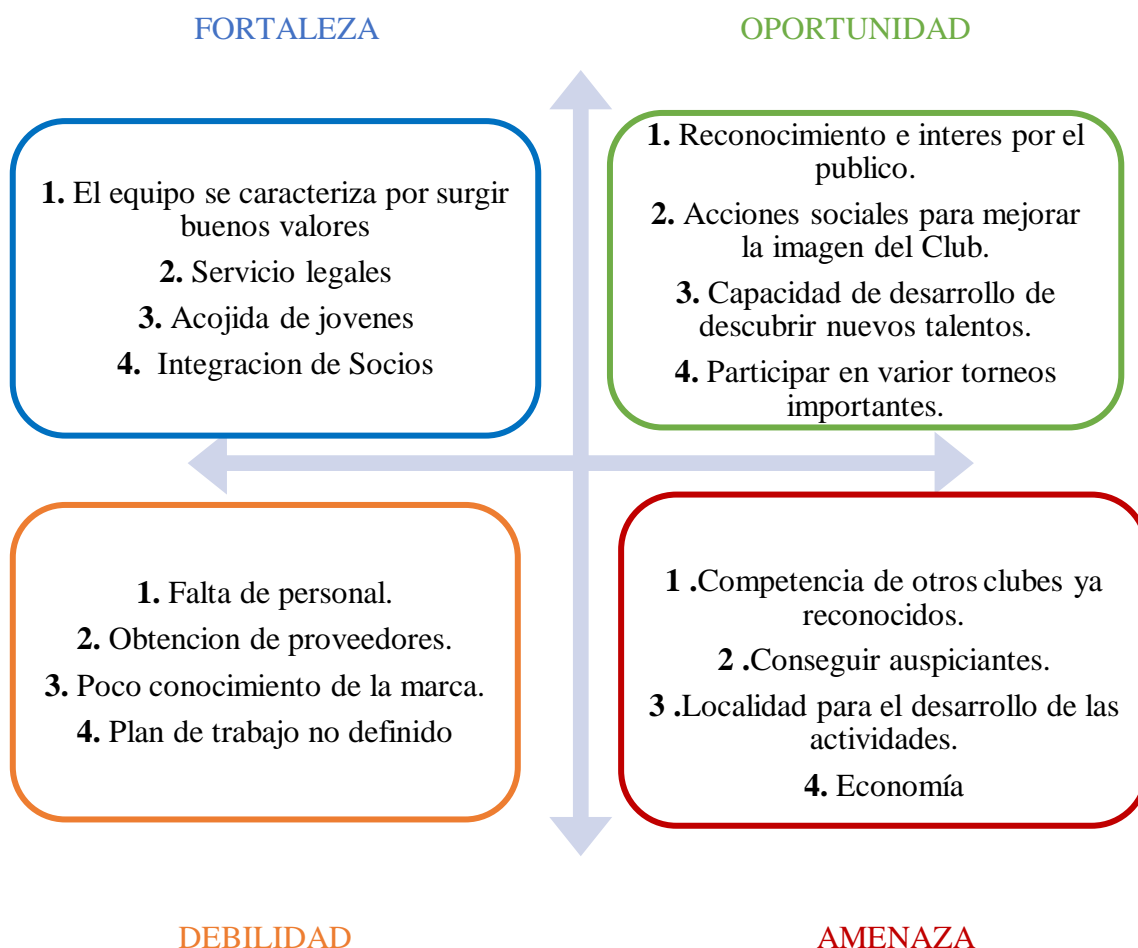 FORTALEZA
OPORTUNIDAD
1. El equipo se caracteriza por surgir
buenos valores
2. Servicio legales
3. Acojida de jovenes
4. Integracion de Socios
1. Reconocimiento e interes por el
publico.
2. Acciones sociales para mejorar
la imagen del Club.
3. Capacidad de desarrollo de
descubrir nuevos talentos.
4. Participar en varior torneos
importantes.
1. Falta de personal.
2. Obtencion de proveedores.
3. Poco conocimiento de la marca.
4. Plan de trabajo no definido
1 .Competencia de otros clubes ya
reconocidos.
2 .Conseguir auspiciantes.
3 .Localidad para el desarrollo de las
actividades.
4. Economía
DEBILIDAD
AMENAZA